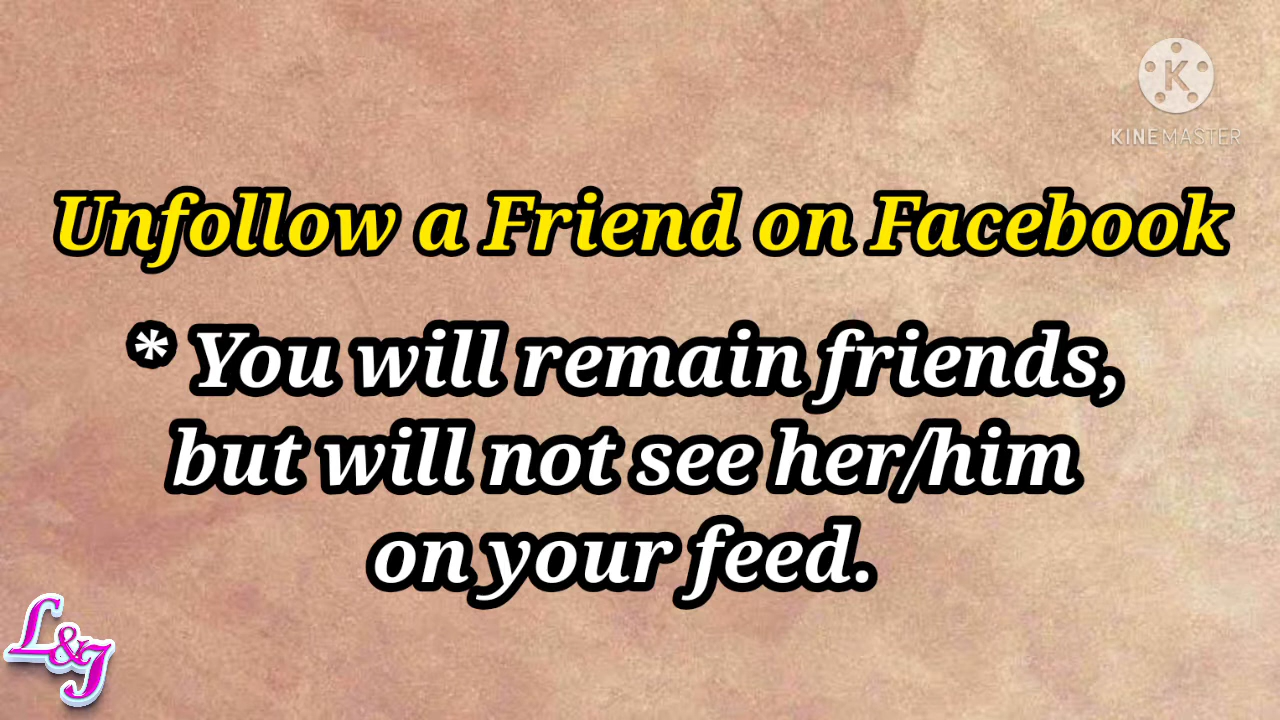 K
KINEMASTER
Unfollow a Friend on Facebook
* You will remain friends,
but will not see her/him
on your feed.
L&J